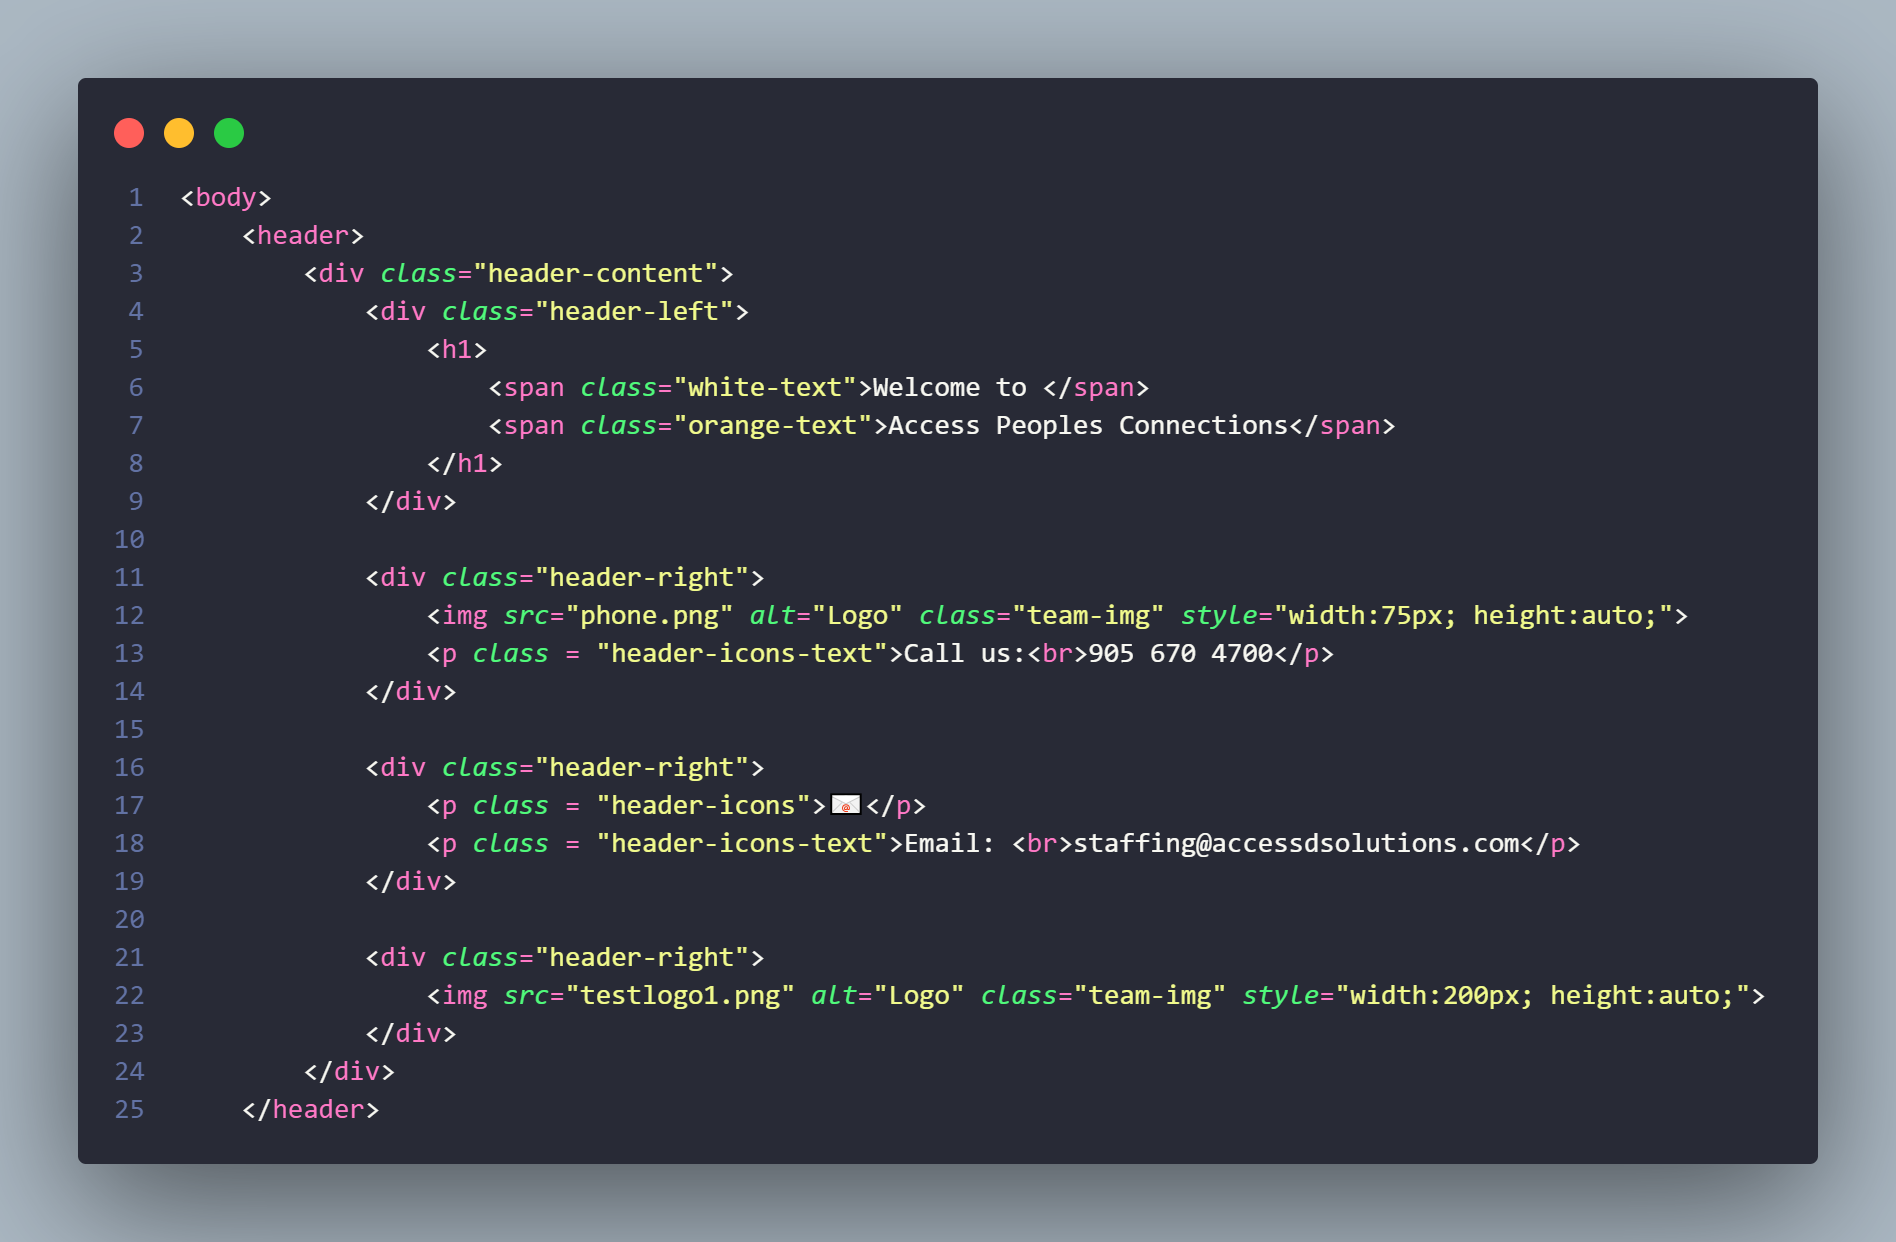 1 <body>
2     <header>
3         <div class="header-content">
4             <div class="header-left">
5                 <h1>
6                     <span class="white-text">Welcome to </span>
7                     <span class="orange-text">Access Peoples Connections</span>
8                 </h1>
9             </div>
10
11             <div class="header-right">
12                 <img src="phone.png" alt="Logo" class="team-img" style="width:75px; height:auto;">
13                 <p class = "header-icons-text">Call us:<br>905 670 4700</p>
14             </div>
15
16             <div class="header-right">
17                 <p class = "header-icons">📧</p>
18                 <p class = "header-icons-text">Email: <br>staffing@accessdsolutions.com</p>
19             </div>
20
21             <div class="header-right">
22                 <img src="testlogo1.png" alt="Logo" class="team-img" style="width:200px; height:auto;">
23             </div>
24         </div>
25     </header>